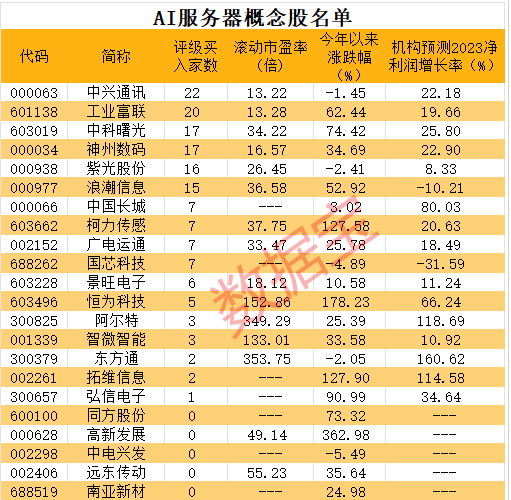 AI服务器概念股名单
代码 简称 评级买入家数 滚动市盈率(倍) 今年以来涨跌幅(%) 机构预测2023净利润增长率(%)
000063 中兴通讯 22 13.22 -1.45 22.18
601138 工业富联 20 13.28 62.44 19.66
603019 中科曙光 17 34.22 74.42 25.80
000034 神州数码 17 16.57 34.69 22.90
000938 紫光股份 16 26.45 -2.41 8.33
000977 浪潮信息 15 36.58 52.92 -10.21
000066 中国长城 7 --- 3.02 80.03
603662 柯力传感 7 37.75 127.58 20.63
002152 广电运通 7 33.47 25.78 18.49
688262 国芯科技 7 --- -4.89 -31.59
603228 景旺电子 6 18.12 10.58 11.24
603496 恒为科技 5 152.86 178.23 66.24
300825 阿尔特 3 349.29 25.39 118.69
001339 智微智能 3 133.01 33.58 10.92
300379 东方通 2 353.75 -2.05 160.62
002261 拓维信息 2 --- 127.90 114.58
300657 弘信电子 1 --- 90.99 34.64
600100 同方股份 0 --- 73.32 ---
000628 高新发展 0 49.14 362.98 ---
002298 中电兴发 0 --- -5.49 ---
002406 远东传动 0 55.23 35.64 ---
688519 南亚新材 0 --- 24.98 ---
数据宝